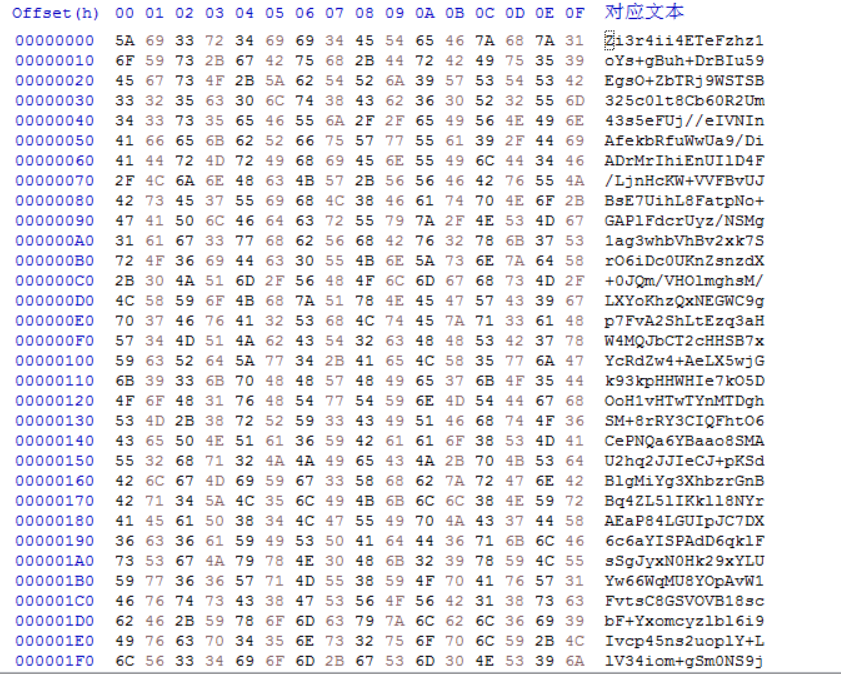 Offset(h) 00 01 02 03 04 05 06 07 08 09 0A 0B 0C 0D 0E 0F 对应文本
00000000 5A 69 33 72 34 69 69 34 45 54 65 46 7A 68 7A 31 Zi3r4ii4ETeFzhz1
00000010 6F 59 73 2B 67 42 75 68 2B 44 72 42 49 75 35 39 oYs+gBuh+DrBIu59
00000020 45 67 73 4F 2B 5A 62 54 52 6A 39 57 53 54 53 42 EgsO+ZbTRj9WSTSB
00000030 33 32 35 63 30 6C 74 38 43 62 36 30 52 32 55 6D 325c0lt8Cb60R2Um
00000040 34 33 73 35 65 46 55 6A 2F 2F 65 49 56 4E 49 6E 43s5eFUj//eIVNIn
00000050 41 66 65 6B 62 52 66 75 57 77 55 61 39 2F 44 69 AfekbRfuWwUa9/Di
00000060 41 44 72 4D 72 49 68 69 45 6E 55 49 6C 44 34 46 ADrMrIhiEnUIlD4F
00000070 2F 4C 6A 6E 48 63 4B 57 2B 56 56 46 42 76 55 4A /LjnHcKW+VVFBvUJ
00000080 42 73 45 37 55 69 68 4C 38 46 61 74 70 4E 6F 2B BsE7UihL8FatpNo+
00000090 47 41 50 6C 46 64 63 72 55 79 7A 2F 4E 53 4D 67 GAPlFdcrUyz/NSMg
000000A0 31 61 67 33 77 68 62 56 68 42 76 32 78 6B 37 53 1ag3whbVhBv2xk7S
000000B0 72 4F 36 69 44 63 30 55 4B 6E 5A 73 6E 7A 64 58 rO6iDc0UKnZsnzdX
000000C0 2B 30 4A 51 6D 2F 56 48 4F 6C 6D 67 68 73 4D 2F +0JQm/VHOlmghsM/
000000D0 4C 58 59 6F 4B 68 7A 51 78 4E 45 47 57 43 39 67 LXYoKhzQxNEGWC9g
000000E0 70 37 46 76 41 32 53 68 4C 74 45 7A 71 33 61 48 p7FvA2ShLtEzq3aH
000000F0 57 34 4D 51 4A 62 43 54 32 63 48 48 53 42 37 78 W4MQJbCT2cHHSB7x
00000100 59 63 52 64 5A 77 34 2B 41 65 4C 58 35 77 6A 47 YcRdZw4+AeLX5wjG
00000110 6B 39 33 6B 70 48 48 57 48 49 65 37 6B 4F 35 44 k93kpHHWHIe7kO5D
00000120 4F 6F 48 31 76 48 54 77 54 59 6E 4D 54 44 67 68 OoH1vHTwTYnMTDgh
00000130 53 4D 2B 38 72 52 59 33 43 49 51 46 68 74 4F 36 SM+8rRY3CIQFhtO6
00000140 43 65 50 4E 51 61 36 59 42 61 61 6F 38 53 4D 41 CePNQa6YBaao8SMA
00000150 55 32 68 71 32 4A 4A 49 65 43 4A 2B 70 4B 53 64 U2hq2JJIeCJ+pKSd
00000160 42 6C 67 4D 69 59 67 33 58 68 62 7A 72 47 6E 42 BlgMiYg3XhbzrGnB
00000170 42 71 34 5A 4C 35 6C 49 4B 6B 6C 6C 38 4E 59 72 Bq4ZL5lIKkll8NYr
00000180 41 45 61 50 38 34 4C 47 55 49 70 4A 43 37 44 58 AEaP84LGUIpJC7DX
00000190 36 63 36 61 59 49 53 50 41 64 44 36 71 6B 6C 46 6c6aYISPAdD6qklF
000001A0 73 53 67 4A 79 78 4E 30 48 6B 32 39 78 59 4C 55 sSgJyxN0Hk29xYLU
000001B0 59 77 36 36 57 71 4D 55 38 59 4F 70 41 76 57 31 Yw66WqMU8YOpAvW1
000001C0 46 76 74 73 43 38 47 53 56 4F 56 42 31 38 73 63 FvtsC8GSVOVB18sc
000001D0 62 46 2B 59 78 6F 6D 63 79 7A 6C 62 6C 36 69 39 bF+Yxomcyzlbl6i9
000001E0 49 76 63 70 34 35 6E 73 32 75 6F 70 6C 59 2B 4C Ivcp45ns2uoplY+L
000001F0 6C 56 33 34 69 6F 6D 2B 67 53 6D 30 4E 53 39 6A lV34iom+gSm0NS9j